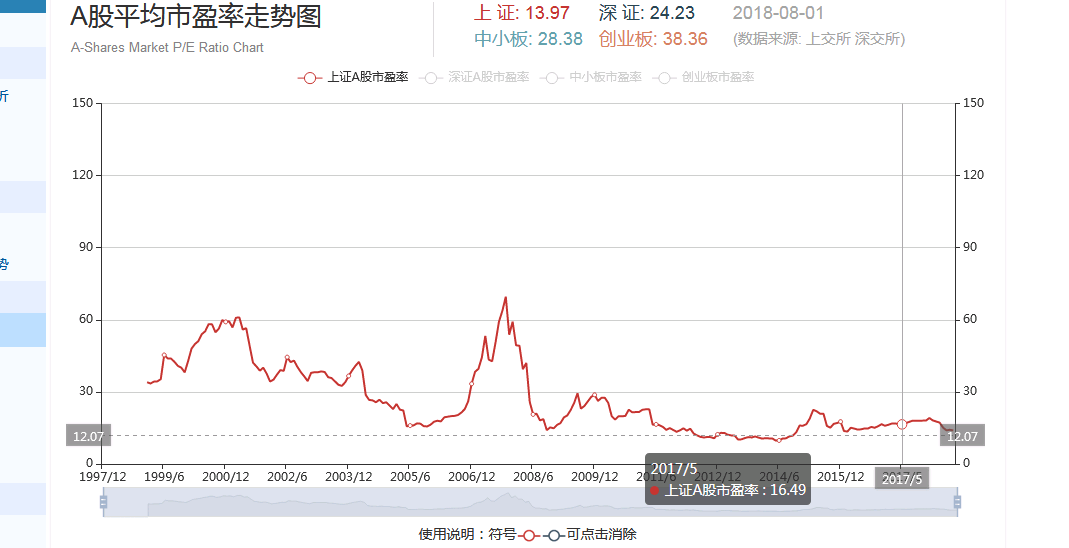 A股平均市盈率走势图
A-Shares Market P/E Ratio Chart
上 证: 13.97 深 证: 24.23 2018-08-01
中小板: 28.38 创业板: 38.36 (数据来源: 上交所 深交所)
上证A股市盈率 深证A股市盈率 中小板市盈率 创业板市盈率
析
势
150 150
120 120
90 90
60 60
30 30
12.07 12.07
0 0
1997/12 1999/6 2000/12 2002/6 2003/12 2005/6 2006/12 2008/6 2009/12 2011/6 2012/12 2014/6 2015/12 2017/5
2017/5
上证A股市盈率 : 16.49
使用说明：符号 可点击消除